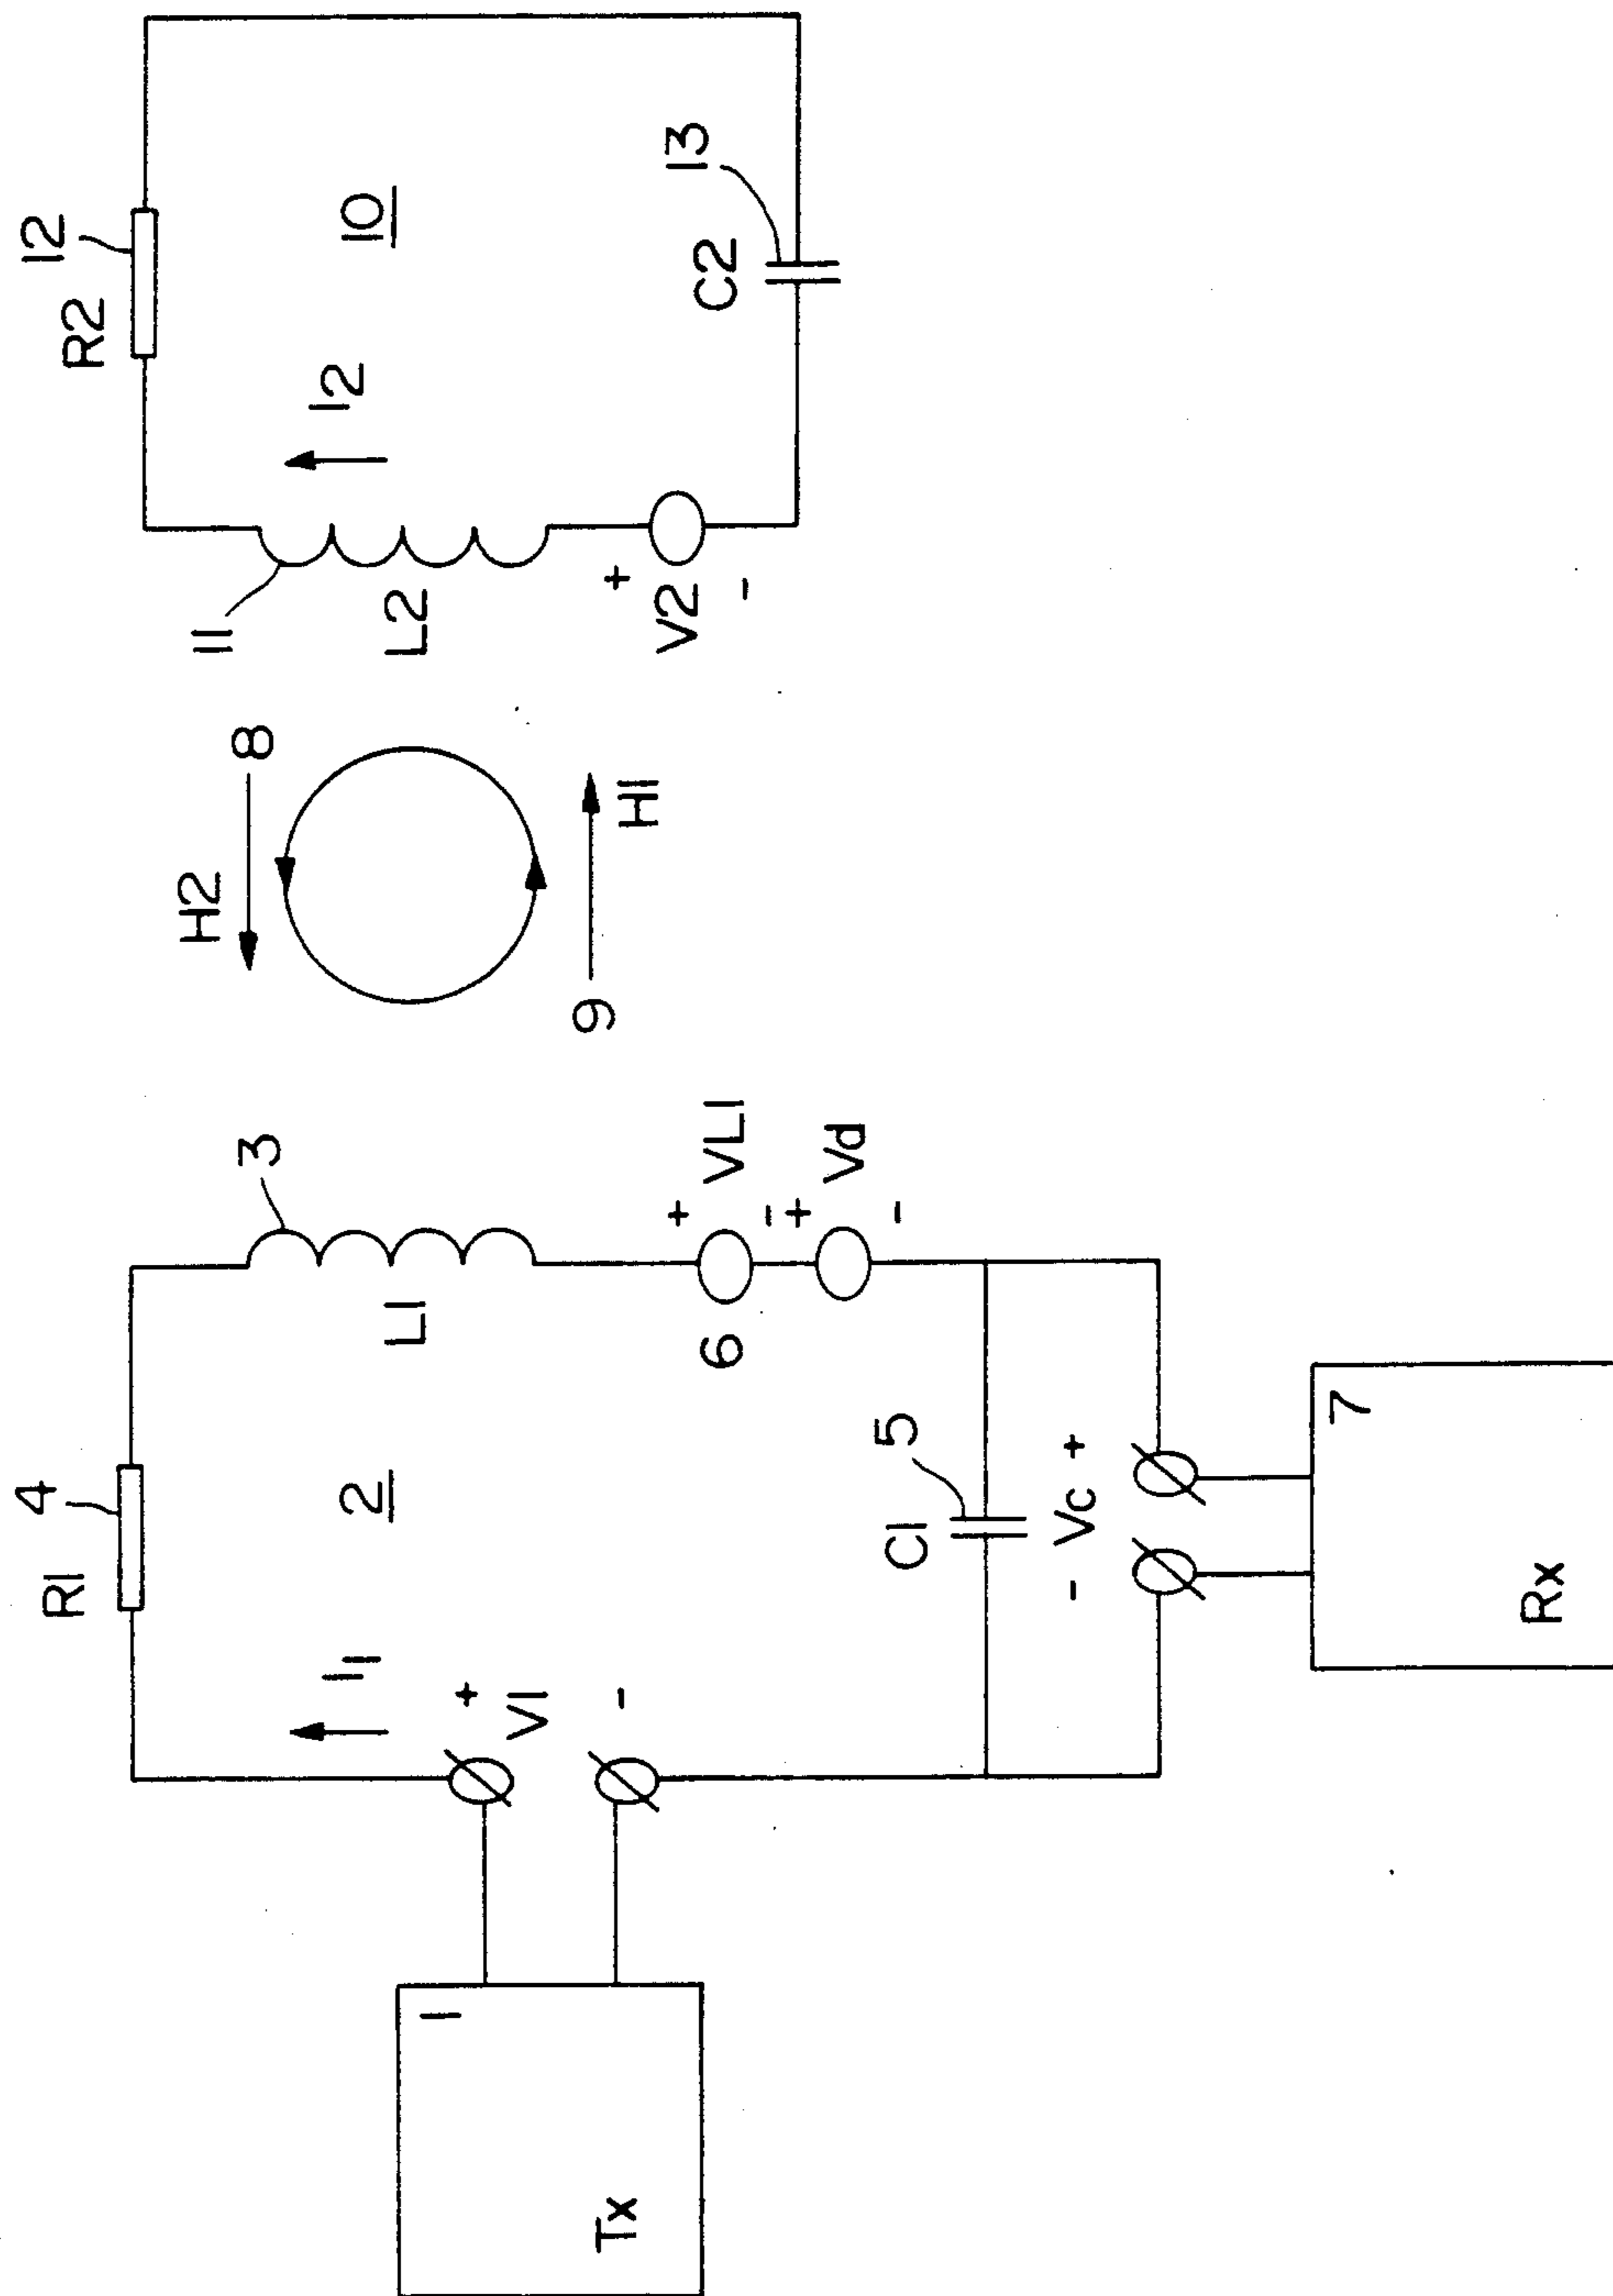 12
R2
10
I2
11
L2
+
V2
-
C2
13
H2
8
9
H1
4
R1
3
2
L1
I1
+
V1
-
+
VL1
-
6
+
Vd
-
C1
5
- Vc +
1
Tx
7
Rx